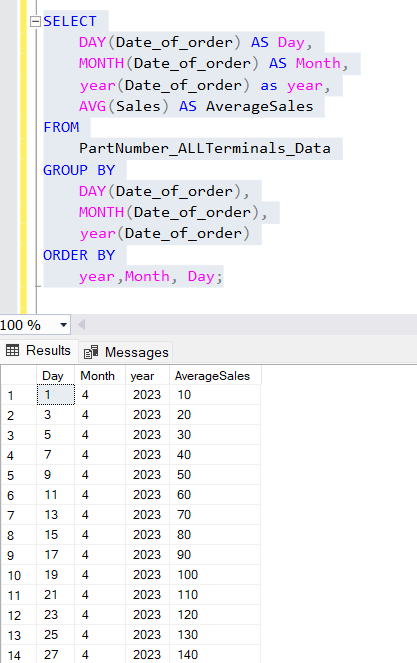 SELECT
DAY(Date_of_order) AS Day,
MONTH(Date_of_order) AS Month,
year(Date_of_order) as year,
AVG(Sales) AS AverageSales
FROM
PartNumber_ALLTerminals_Data
GROUP BY
DAY(Date_of_order),
MONTH(Date_of_order),
year(Date_of_order)
ORDER BY
year,Month, Day;
100 %
Results Messages
Day Month year AverageSales
1 1 4 2023 10
2 3 4 2023 20
3 5 4 2023 30
4 7 4 2023 40
5 9 4 2023 50
6 11 4 2023 60
7 13 4 2023 70
8 15 4 2023 80
9 17 4 2023 90
10 19 4 2023 100
11 21 4 2023 110
12 23 4 2023 120
13 25 4 2023 130
14 27 4 2023 140